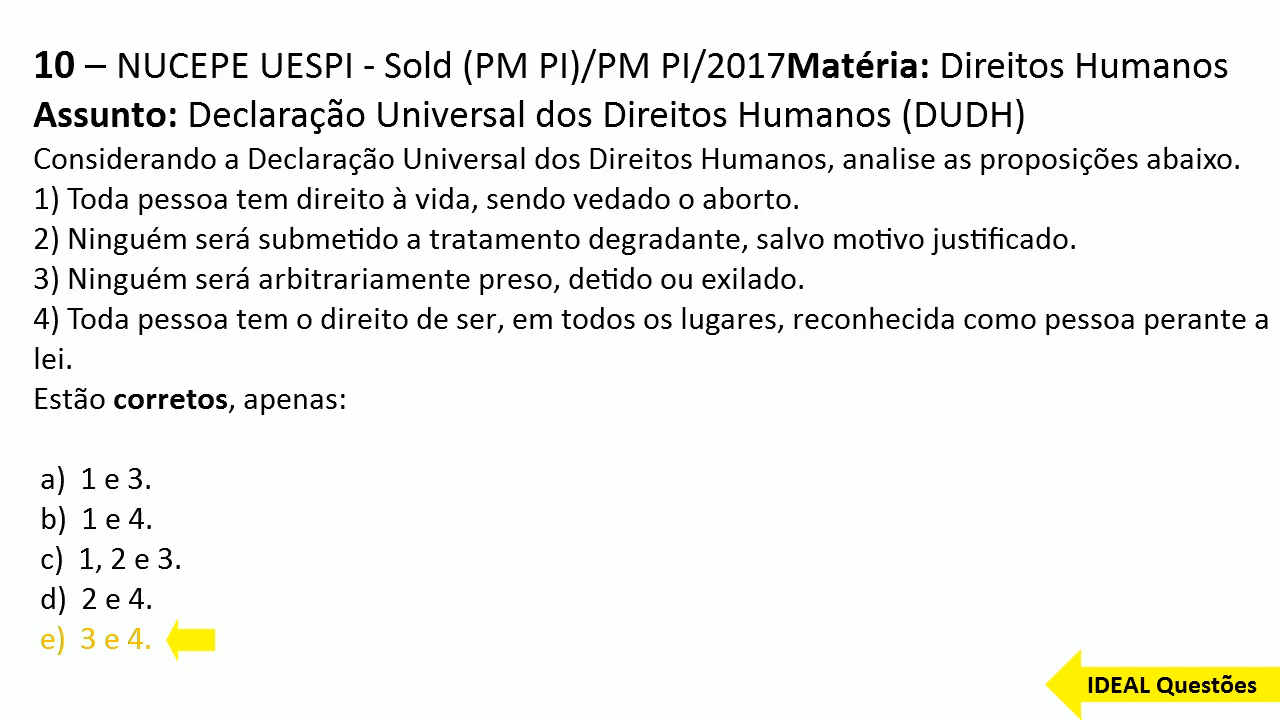 10 – NUCEPE UESPI - Sold (PM PI)/PM PI/2017Matéria: Direitos Humanos
Assunto: Declaração Universal dos Direitos Humanos (DUDH)
Considerando a Declaração Universal dos Direitos Humanos, analise as proposições abaixo.
1) Toda pessoa tem direito à vida, sendo vedado o aborto.
2) Ninguém será submetido a tratamento degradante, salvo motivo justificado.
3) Ninguém será arbitrariamente preso, detido ou exilado.
4) Toda pessoa tem o direito de ser, em todos os lugares, reconhecida como pessoa perante a
lei.
Estão corretos, apenas:
a) 1 e 3.
b) 1 e 4.
c) 1, 2 e 3.
d) 2 e 4.
e) 3 e 4.
IDEAL Questões